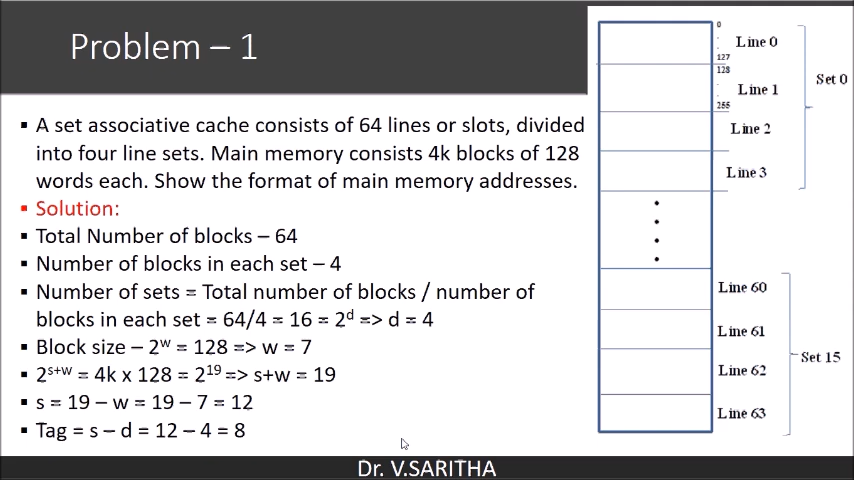 Problem – 1
▪ A set associative cache consists of 64 lines or slots, divided
into four line sets. Main memory consists 4k blocks of 128
words each. Show the format of main memory addresses.
▪ Solution:
▪ Total Number of blocks – 64
▪ Number of blocks in each set – 4
▪ Number of sets = Total number of blocks / number of
blocks in each set = 64/4 = 16 = 2^d => d = 4
▪ Block size – 2^w = 128 => w = 7
▪ 2^s+w = 4k x 128 = 2^19 => s+w = 19
▪ s = 19 – w = 19 – 7 = 12
▪ Tag = s – d = 12 – 4 = 8
0
Line 0
127
128
Line 1
255
Line 2
Line 3
Set 0
Line 60
Line 61
Line 62
Line 63
Set 15
Dr. V.SARITHA